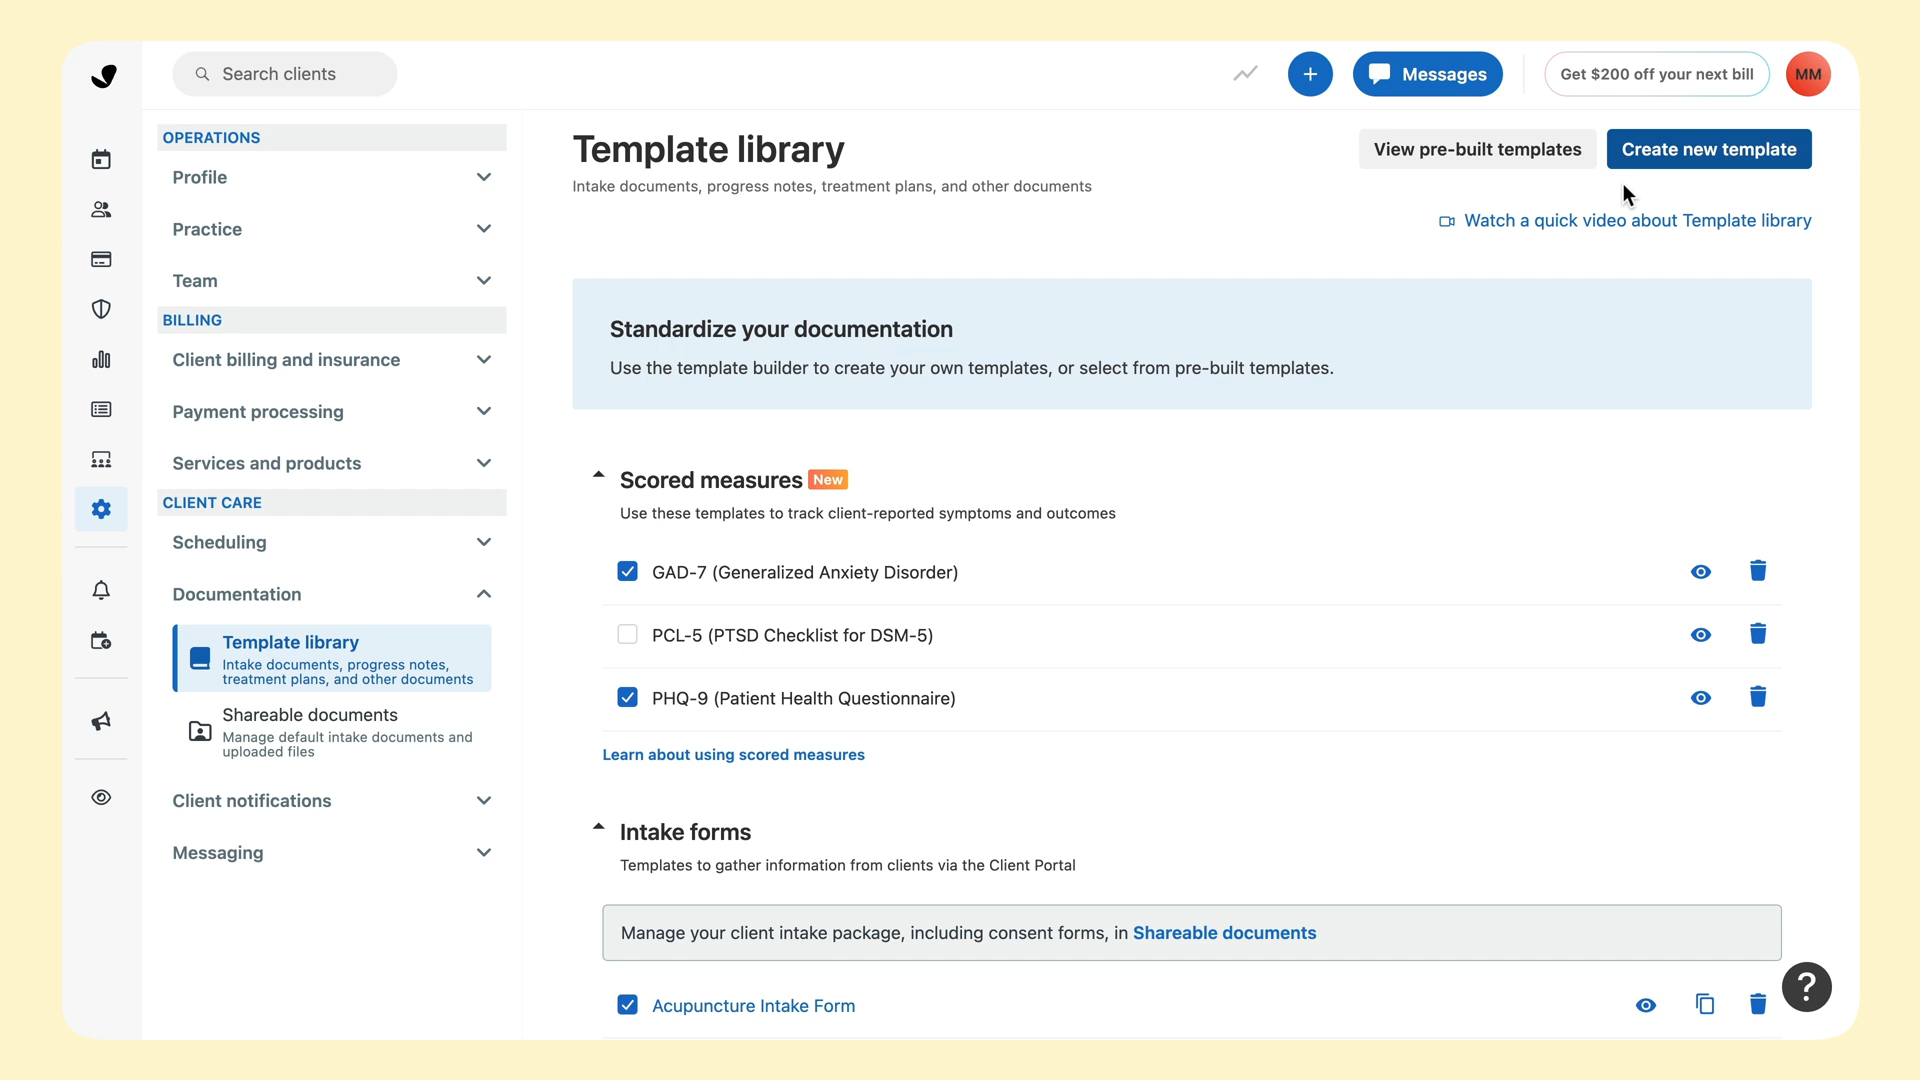 Search clients
Messages
Get $200 off your next bill
MM
OPERATIONS
Profile
Practice
Team
BILLING
Client billing and insurance
Payment processing
Services and products
CLIENT CARE
Scheduling
Documentation
Template library
Intake documents, progress notes,
treatment plans, and other documents
Shareable documents
Manage default intake documents and
uploaded files
Client notifications
Messaging
Template library
Intake documents, progress notes, treatment plans, and other documents
View pre-built templates
Create new template
Watch a quick video about Template library
Standardize your documentation
Use the template builder to create your own templates, or select from pre-built templates.
Scored measures New
Use these templates to track client-reported symptoms and outcomes
GAD-7 (Generalized Anxiety Disorder)
PCL-5 (PTSD Checklist for DSM-5)
PHQ-9 (Patient Health Questionnaire)
Learn about using scored measures
Intake forms
Templates to gather information from clients via the Client Portal
Manage your client intake package, including consent forms, in Shareable documents
Acupuncture Intake Form
?